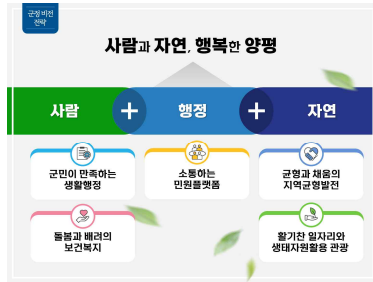 군정 비전
전략
사람과 자연, 행복한 양평
사람 + 행정 + 자연
군민이 만족하는
생활행정
소통하는
민원플랫폼
균형과 채움의
지역균형발전
돌봄과 배려의
보건복지
활기찬 일자리와
생태자원활용 관광